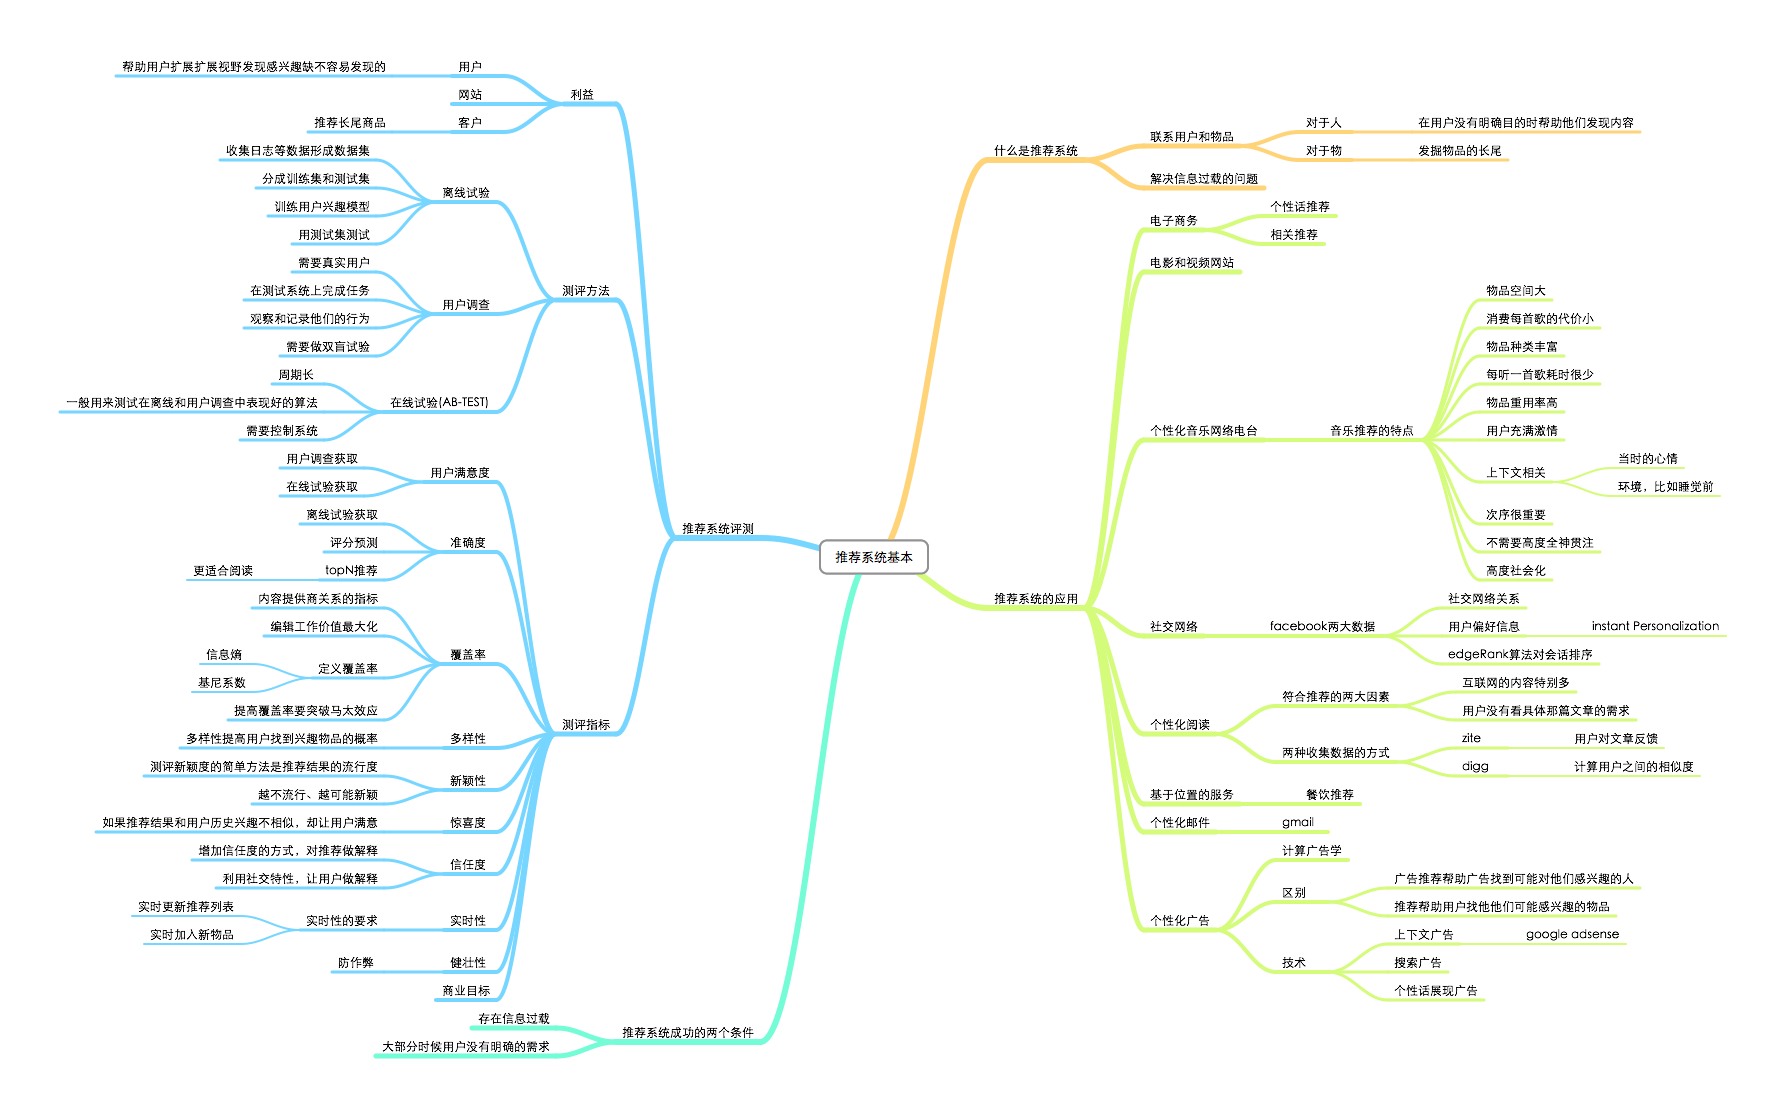 推荐系统基本
什么是推荐系统
联系用户和物品
对于人
在用户没有明确目的时帮助他们发现内容
对于物
发掘物品的长尾
解决信息过载的问题
推荐系统的应用
电子商务
个性话推荐
相关推荐
电影和视频网站
个性化音乐网络电台
音乐推荐的特点
物品空间大
消费每首歌的代价小
物品种类丰富
每听一首歌耗时很少
物品重用率高
用户充满激情
上下文相关
当时的心情
环境，比如睡觉前
次序很重要
不需要高度全神贯注
高度社会化
社交网络
facebook两大数据
社交网络关系
用户偏好信息
instant Personalization
edgeRank算法对会话排序
个性化阅读
符合推荐的两大因素
互联网的内容特别多
用户没有看具体那篇文章的需求
两种收集数据的方式
zite
用户对文章反馈
digg
计算用户之间的相似度
基于位置的服务
餐饮推荐
个性化邮件
gmail
个性化广告
计算广告学
区别
广告推荐帮助广告找到可能对他们感兴趣的人
推荐帮助用户找他他们可能感兴趣的物品
技术
上下文广告
google adsense
搜索广告
个性话展现广告
推荐系统评测
利益
用户
帮助用户扩展扩展视野发现感兴趣缺不容易发现的
网站
客户
推荐长尾商品
测评方法
离线试验
收集日志等数据形成数据集
分成训练集和测试集
训练用户兴趣模型
用测试集测试
用户调查
需要真实用户
在测试系统上完成任务
观察和记录他们的行为
需要做双盲试验
在线试验(AB-TEST)
周期长
一般用来测试在离线和用户调查中表现好的算法
需要控制系统
测评指标
用户满意度
用户调查获取
在线试验获取
准确度
离线试验获取
评分预测
topN推荐
更适合阅读
覆盖率
内容提供商关系的指标
编辑工作价值最大化
定义覆盖率
信息熵
基尼系数
提高覆盖率要突破马太效应
多样性
多样性提高用户找到兴趣物品的概率
新颖性
测评新颖度的简单方法是推荐结果的流行度
越不流行、越可能新颖
惊喜度
如果推荐结果和用户历史兴趣不相似，却让用户满意
信任度
增加信任度的方式，对推荐做解释
利用社交特性，让用户做解释
实时性
实时性的要求
实时更新推荐列表
实时加入新物品
健壮性
防作弊
商业目标
推荐系统成功的两个条件
存在信息过载
大部分时候用户没有明确的需求